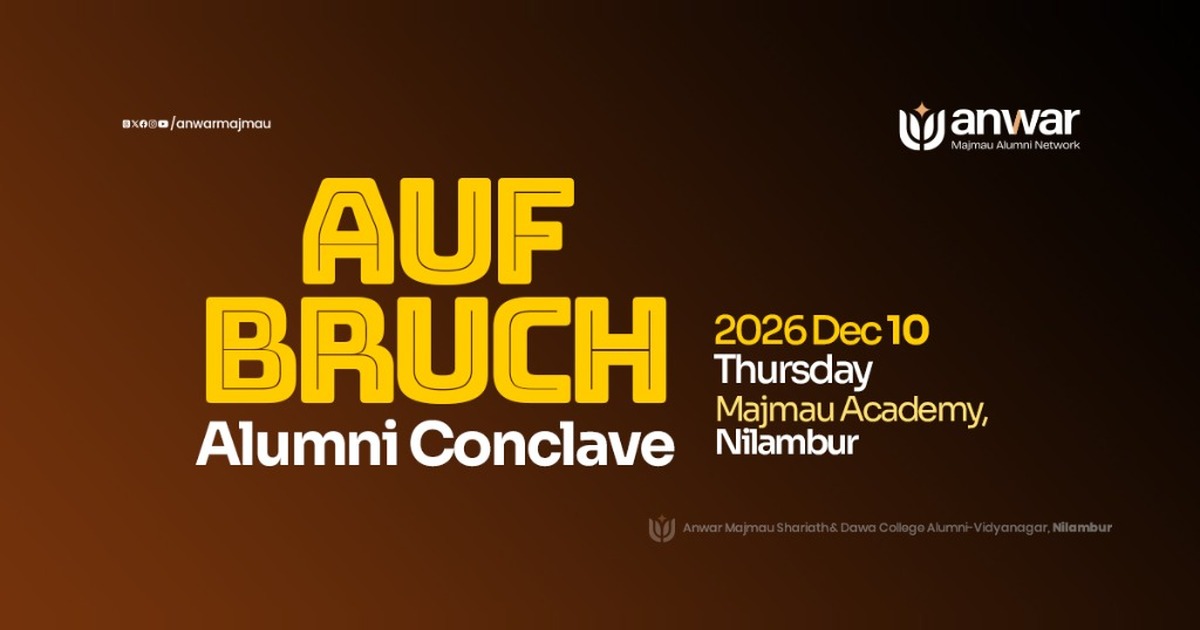 /anwarmajmau
anwar
Majmau Alumni Network
AUF
BRUCH
Alumni Conclave
2026 Dec 10
Thursday
Majmau Academy,
Nilambur
Anwar Majmau Shariath & Dawa College Alumni-Vidyanagar, Nilambur